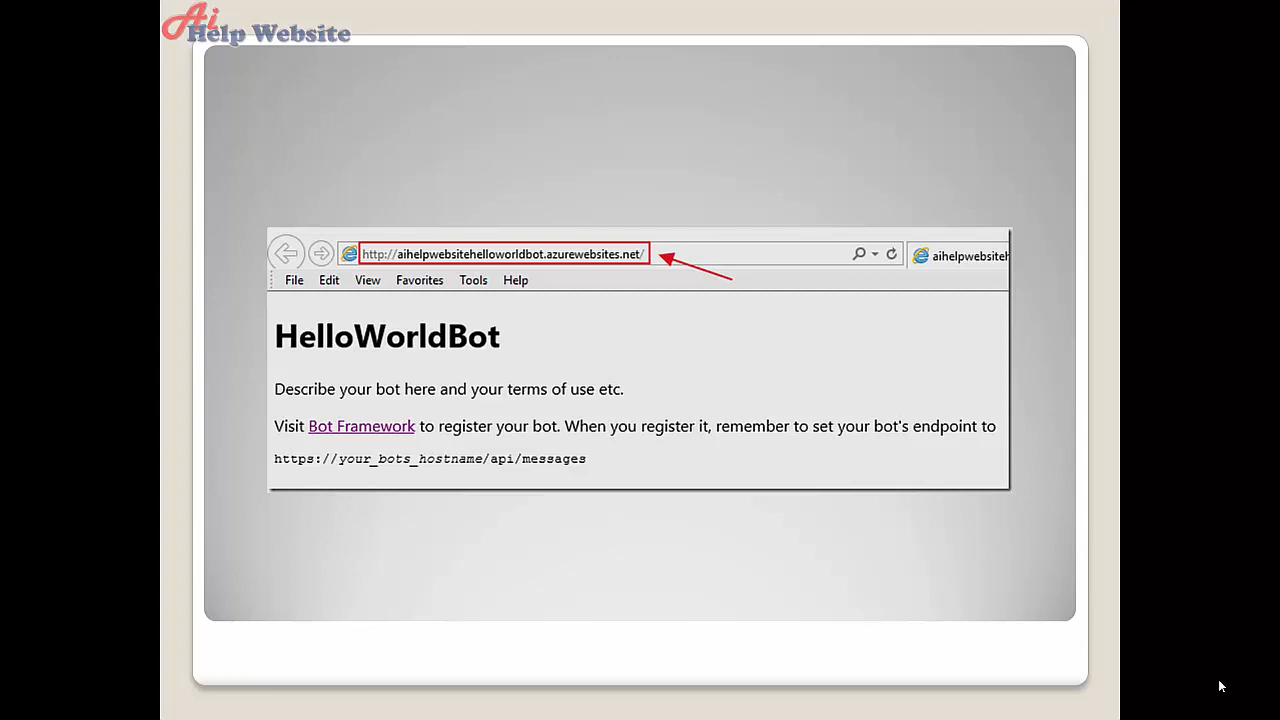 Ai
Help Website
http://aihelpwebsitehelloworldbot.azurewebsites.net/
aihelpwebsiteh
File Edit View Favorites Tools Help
HelloWorldBot
Describe your bot here and your terms of use etc.
Visit Bot Framework to register your bot. When you register it, remember to set your bot's endpoint to
https://your_bots_hostname/api/messages